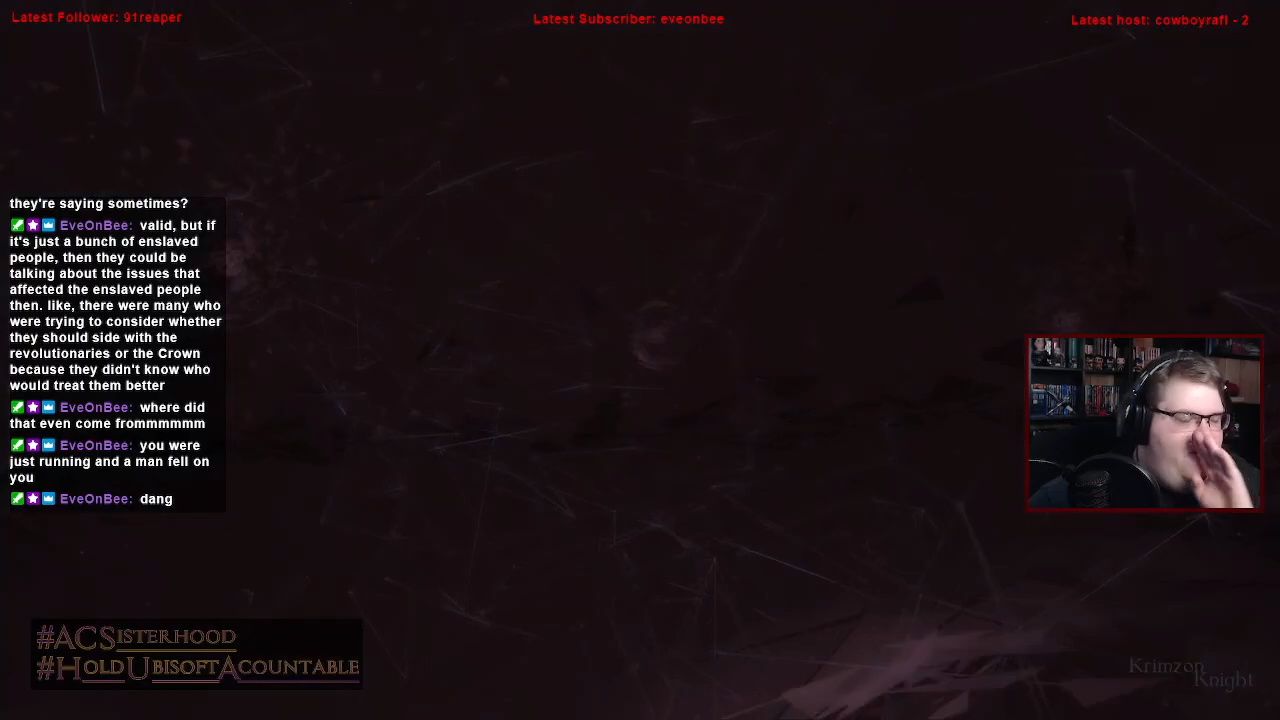 Latest Follower: 91reaper
Latest Subscriber: eveonbee
Latest host: cowboyrafl - 2
they're saying sometimes?
EveOnBee: valid, but if
it's just a bunch of enslaved
people, then they could be
talking about the issues that
affected the enslaved people
then. like, there were many who
were trying to consider whether
they should side with the
revolutionaries or the Crown
because they didn't know who
would treat them better
EveOnBee: where did
that even come frommmmmm
EveOnBee: you were
just running and a man fell on
you
EveOnBee: dang
#ACSisterhood
#HoldUbisoftAcountable
Krimzon
Knight